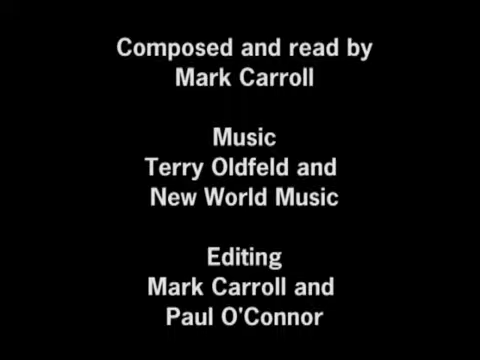 Composed and read by
Mark Carroll
Music
Terry Oldfeld and
New World Music
Editing
Mark Carroll and
Paul O'Connor